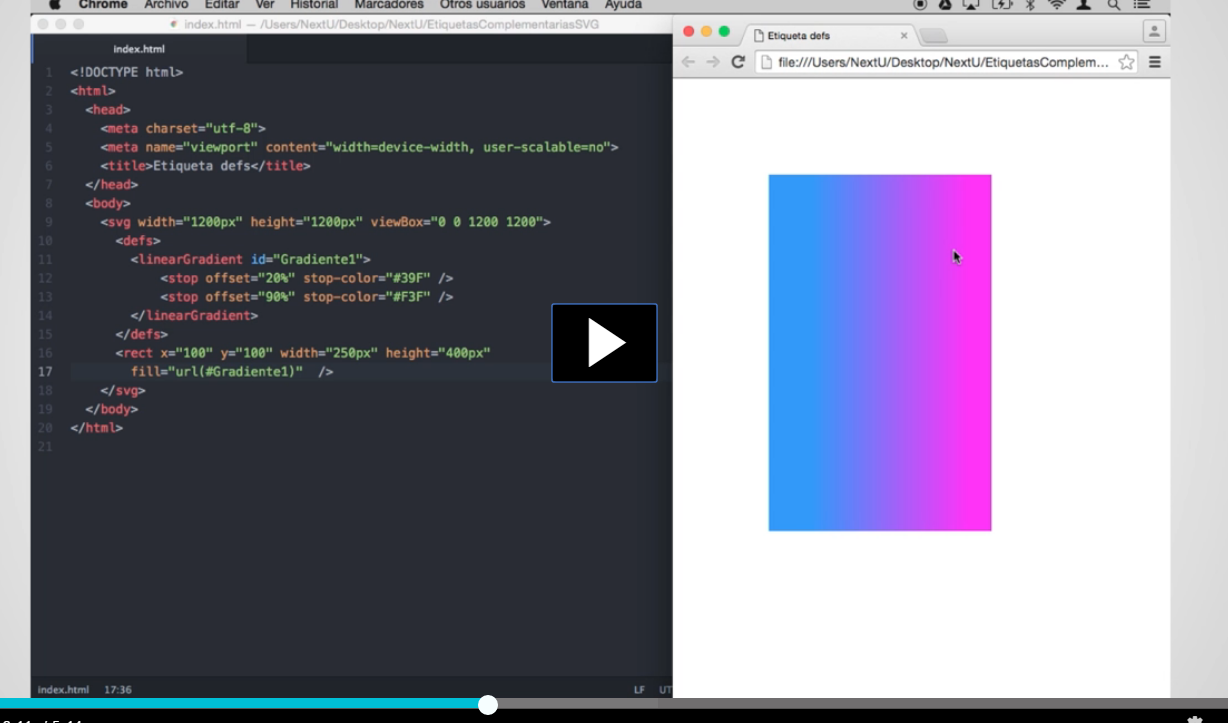 Chrome Archivo Editar Ver Historial Marcadores Otros usuarios Ventana Ayuda
index.html — /Users/NextU/Desktop/NextU/EtiquetasComplementariasSVG
index.html
1 <!DOCTYPE html>
2 <html>
3 <head>
4 <meta charset="utf-8">
5 <meta name="viewport" content="width=device-width, user-scalable=no">
6 <title>Etiqueta defs</title>
7 </head>
8 <body>
9 <svg width="1200px" height="1200px" viewBox="0 0 1200 1200">
10 <defs>
11 <linearGradient id="Gradiente1">
12 <stop offset="20%" stop-color="#39F" />
13 <stop offset="90%" stop-color="#F3F" />
14 </linearGradient>
15 </defs>
16 <rect x="100" y="100" width="250px" height="400px"
17 fill="url(#Gradiente1)" />
18 </svg>
19 </body>
20 </html>
21
index.html 17:36 LF
Etiqueta defs
file:///Users/NextU/Desktop/NextU/EtiquetasComplem...